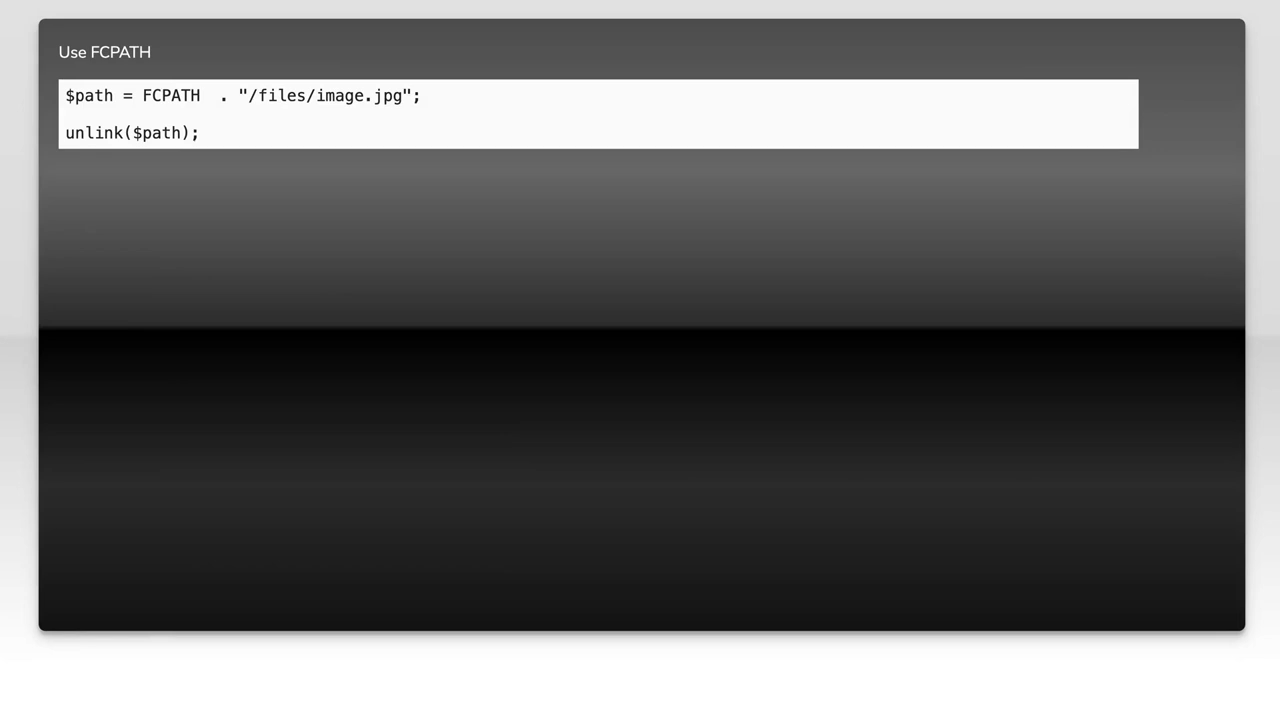 Use FCPATH
$path = FCPATH  . "/files/image.jpg";
unlink($path);